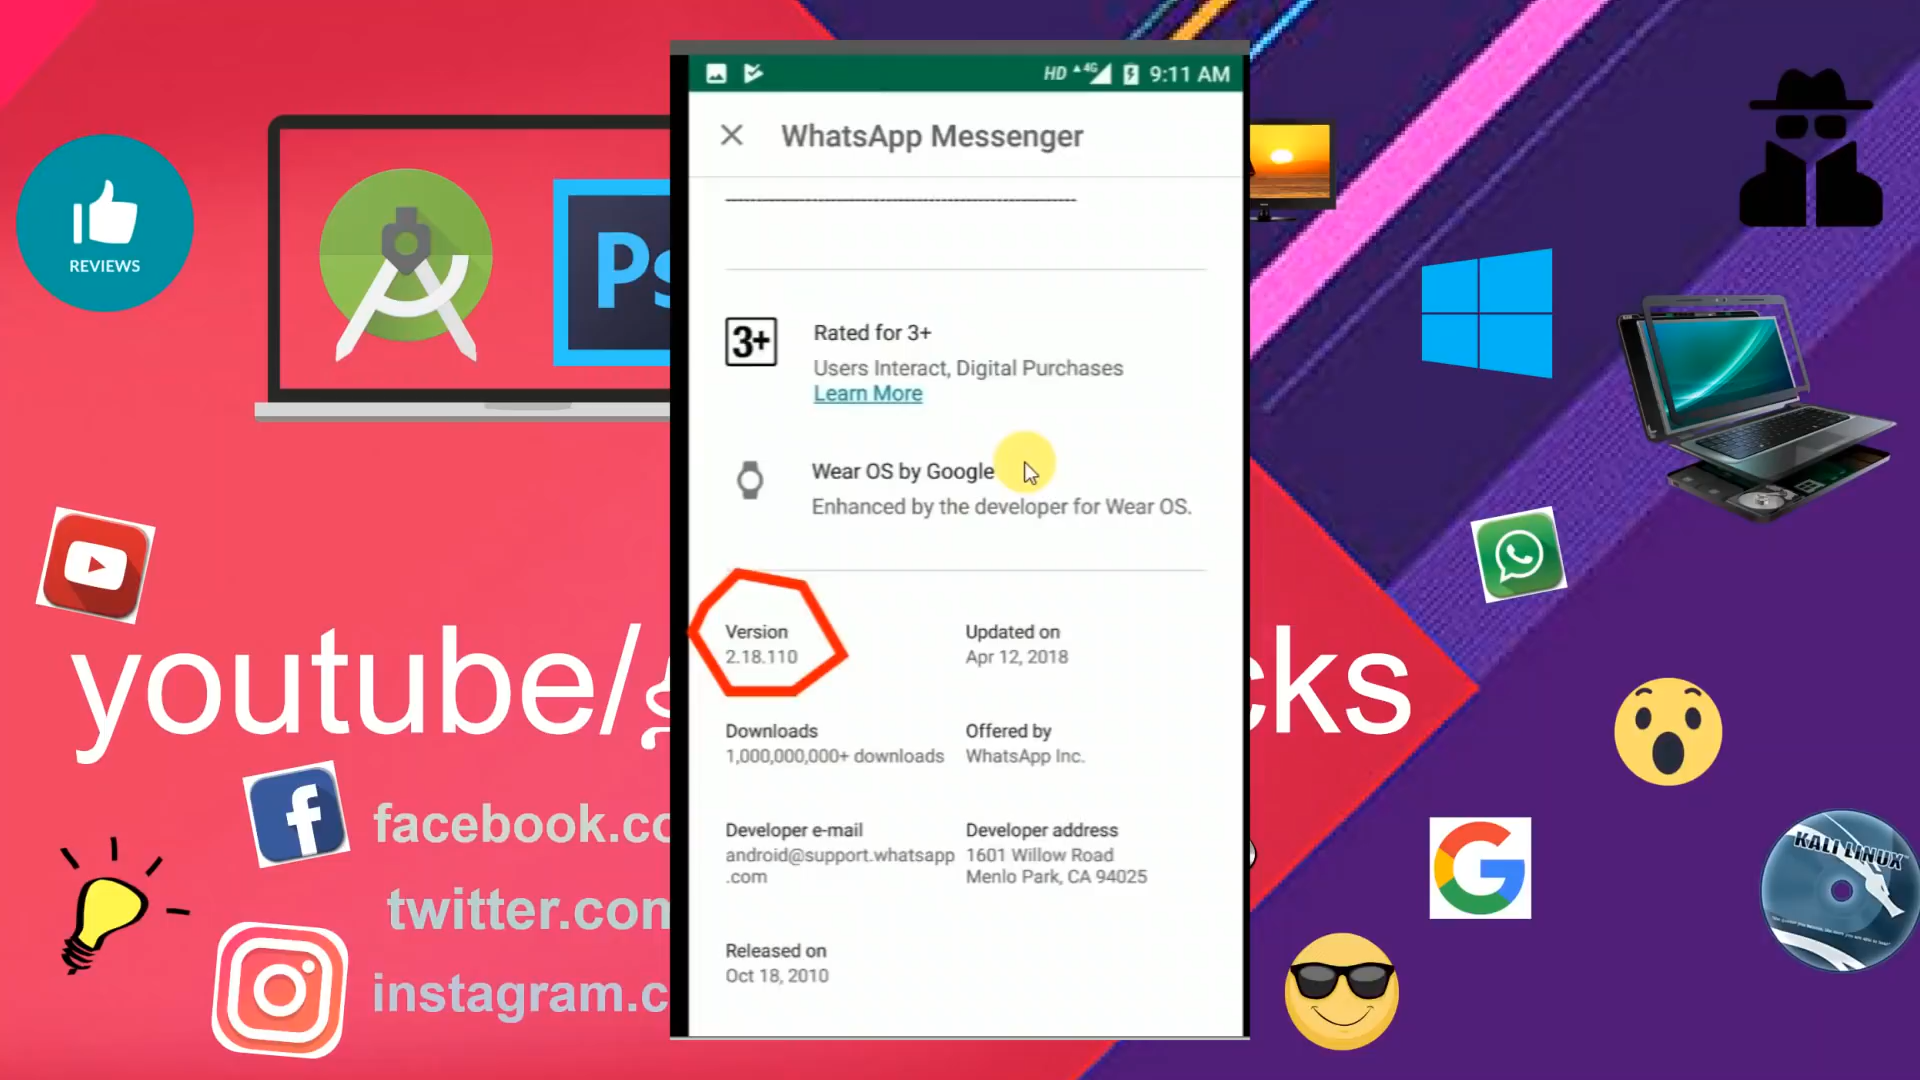 HD 4G 9:11 AM
WhatsApp Messenger
3+
Rated for 3+
Users Interact, Digital Purchases
Learn More
Wear OS by Google
Enhanced by the developer for Wear OS.
Version
2.18.110
Updated on
Apr 12, 2018
Downloads
1,000,000,000+ downloads
Offered by
WhatsApp Inc.
Developer e-mail
android@support.whatsapp
.com
Developer address
1601 Willow Road
Menlo Park, CA 94025
Released on
Oct 18, 2010
REVIEWS
Ps
youtube/
cks
facebook.co
twitter.com
instagram.c
KALI LINUX